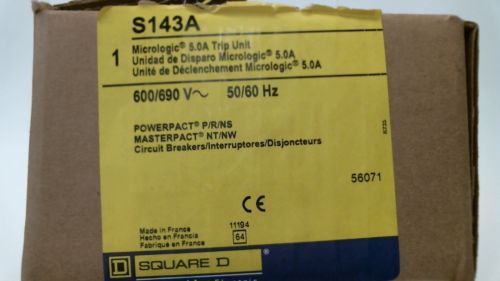 S143A
1
Micrologic® 5.0A Trip Unit
Unidad de Disparo Micrologic® 5.0A
Unité de Déclenchement Micrologic® 5.0A
600/690 V~ 50/60 Hz
POWERPACT® P/R/NS
MASTERPACT® NT/NW
Circuit Breakers/Interruptores/Disjoncteurs
8735
56071
CE
Made in France
Hecho en Francia
Fabriqué en France
11194
64
D SQUARE D